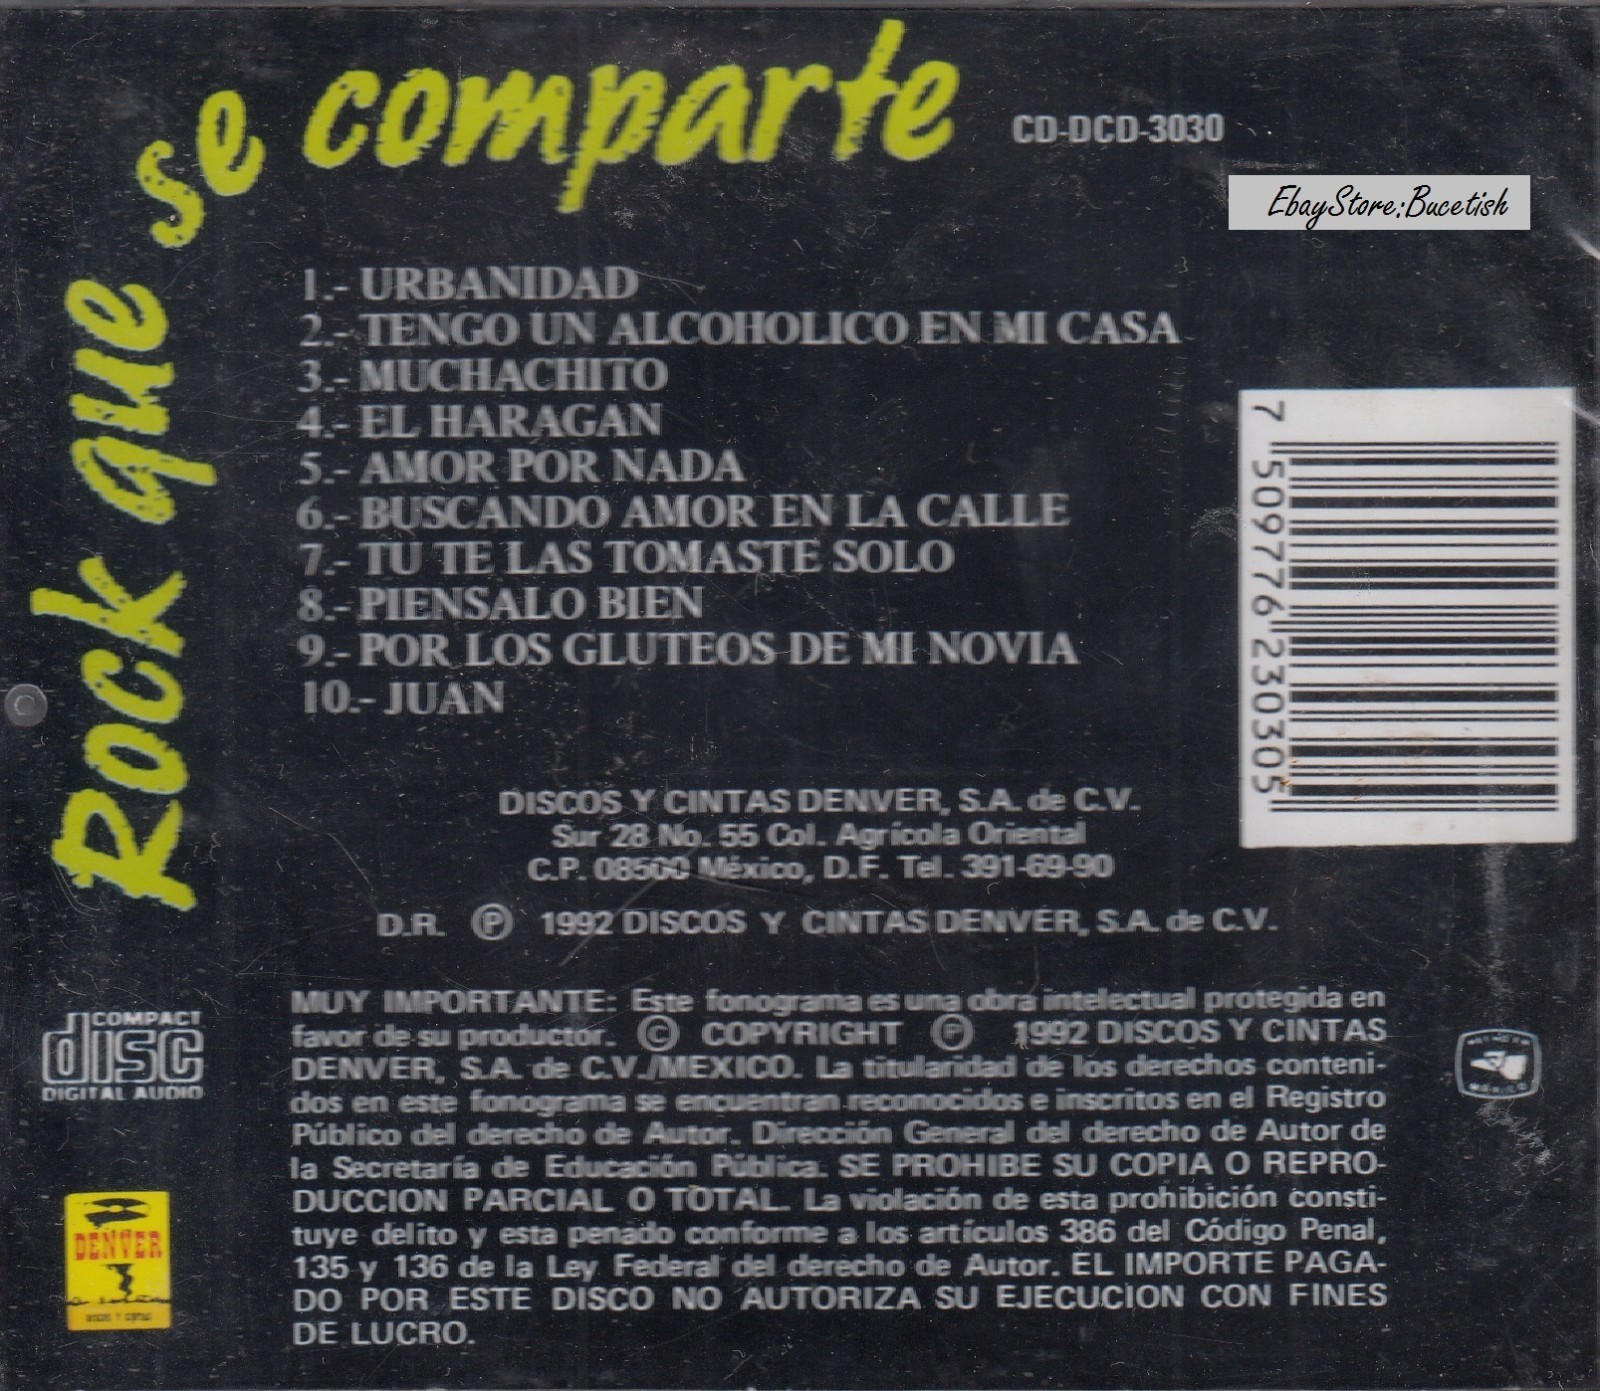 Rock que se comparte
CD-DCD-3030
EbayStore:Bucetish
1.- URBANIDAD
2.- TENGO UN ALCOHOLICO EN MI CASA
3.- MUCHACHITO
4.- EL HARAGAN
5.- AMOR POR NADA
6.- BUSCANDO AMOR EN LA CALLE
7.- TU TE LAS TOMASTE SOLO
8.- PIENSALO BIEN
9.- POR LOS GLUTEOS DE MI NOVIA
10.- JUAN
7 509776 230305
DISCOS Y CINTAS DENVER, S.A. de C.V.
Sur 28 No. 55 Col. Agrícola Oriental
C.P. 08500 México, D.F. Tel. 391-69-90
D.R. Ⓟ 1992 DISCOS Y CINTAS DENVER, S.A. de C.V.
MUY IMPORTANTE: Este fonograma es una obra intelectual protegida en
favor de su productor. © COPYRIGHT Ⓟ 1992 DISCOS Y CINTAS
DENVER, S.A. de C.V./MEXICO. La titularidad de los derechos conteni-
dos en este fonograma se encuentran reconocidos e inscritos en el Registro
Público del derecho de Autor. Dirección General del derecho de Autor de
la Secretaría de Educación Pública. SE PROHIBE SU COPIA O REPRO-
DUCCION PARCIAL O TOTAL. La violación de esta prohibición consti-
tuye delito y esta penado conforme a los artículos 386 del Código Penal,
135 y 136 de la Ley Federal del derecho de Autor. EL IMPORTE PAGA-
DO POR ESTE DISCO NO AUTORIZA SU EJECUCION CON FINES
DE LUCRO.
COMPACT
disc
DIGITAL AUDIO
DENVER
DISCOS Y CINTAS
HECHO EN
MEXICO